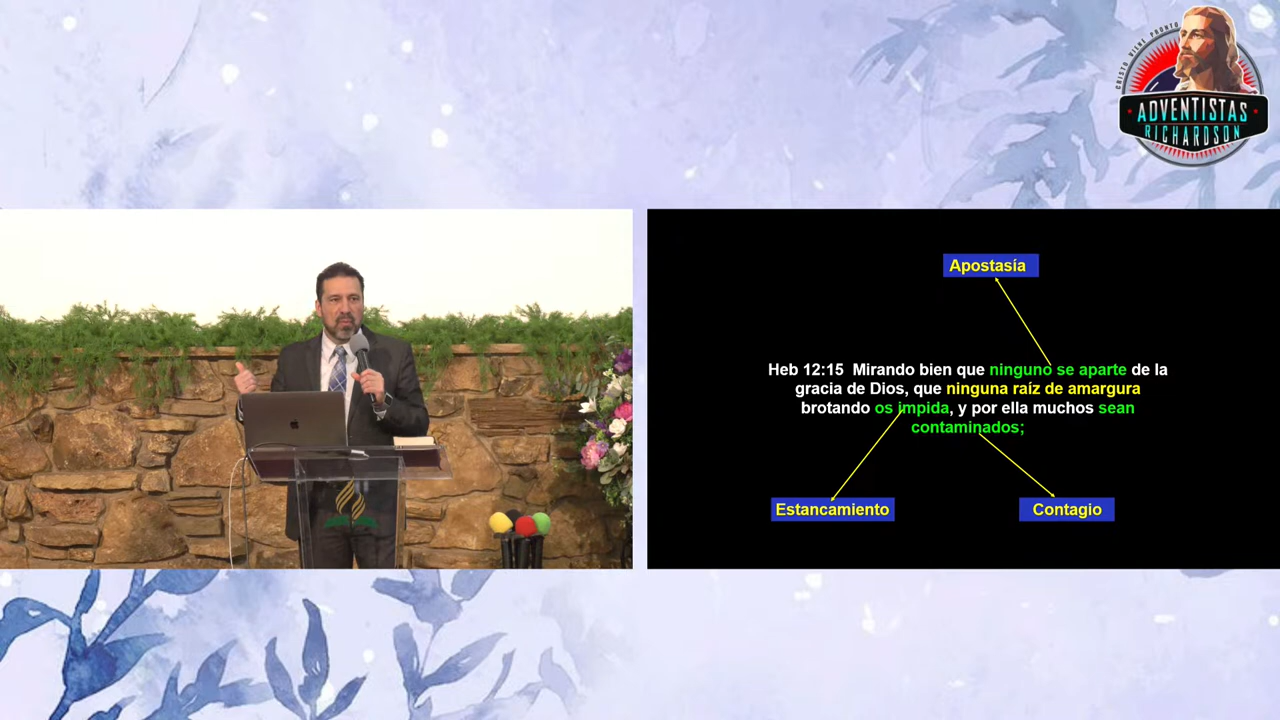 CRISTO VIENE PRONTO
ADVENTISTAS
RICHARDSON
Apostasía
Heb 12:15 Mirando bien que ninguno se aparte de la
gracia de Dios, que ninguna raíz de amargura
brotando os impida, y por ella muchos sean
contaminados;
Estancamiento
Contagio